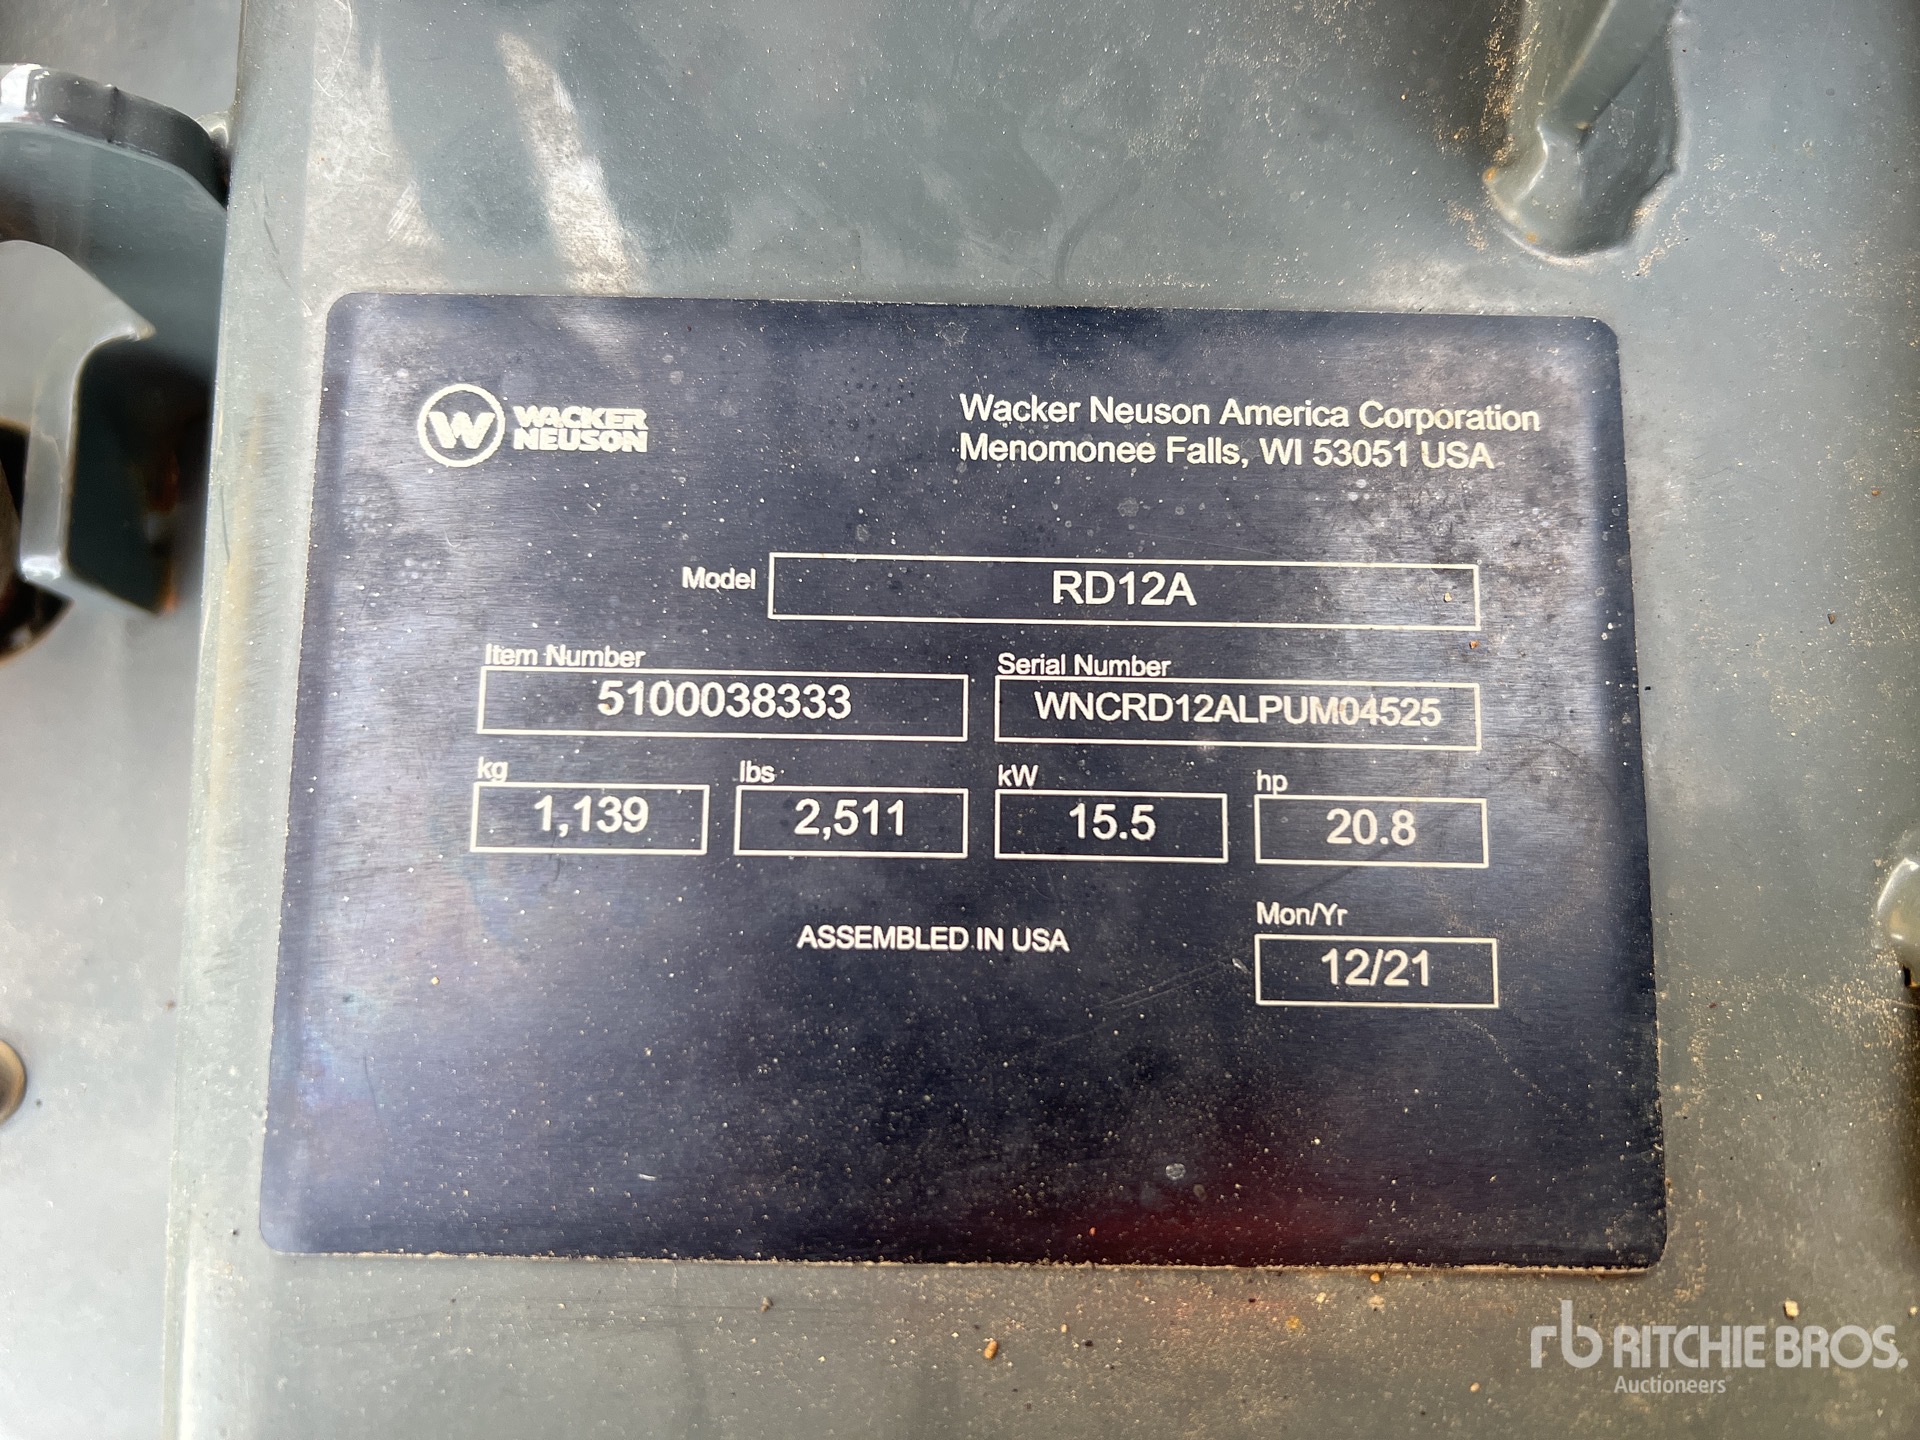 WACKER
NEUSON
Wacker Neuson America Corporation
Menomonee Falls, WI 53051 USA
Model RD12A
Item Number Serial Number
5100038333 WNCRD12ALPUM04525
kg lbs kW hp
1,139 2,511 15.5 20.8
Mon/Yr
ASSEMBLED IN USA 12/21
rb RITCHIE BROS.
Auctioneers